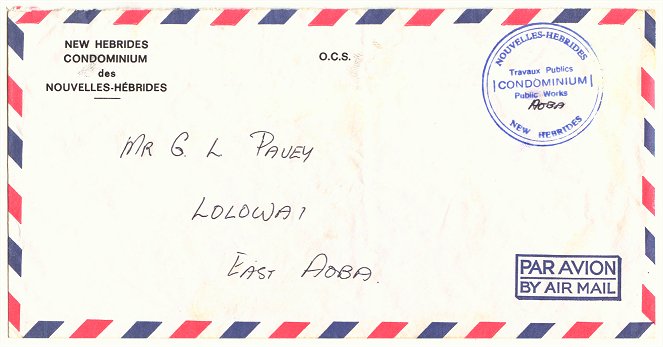 NEW HEBRIDES
CONDOMINIUM
des
NOUVELLES-HÉBRIDES
O.C.S.
NOUVELLES-HEBRIDES
Travaux Publics
CONDOMINIUM
Public Works
AOBA
NEW HEBRIDES
MR G. L PAVEY
LOLOWAI
EAST AOBA.
PAR AVION
BY AIR MAIL